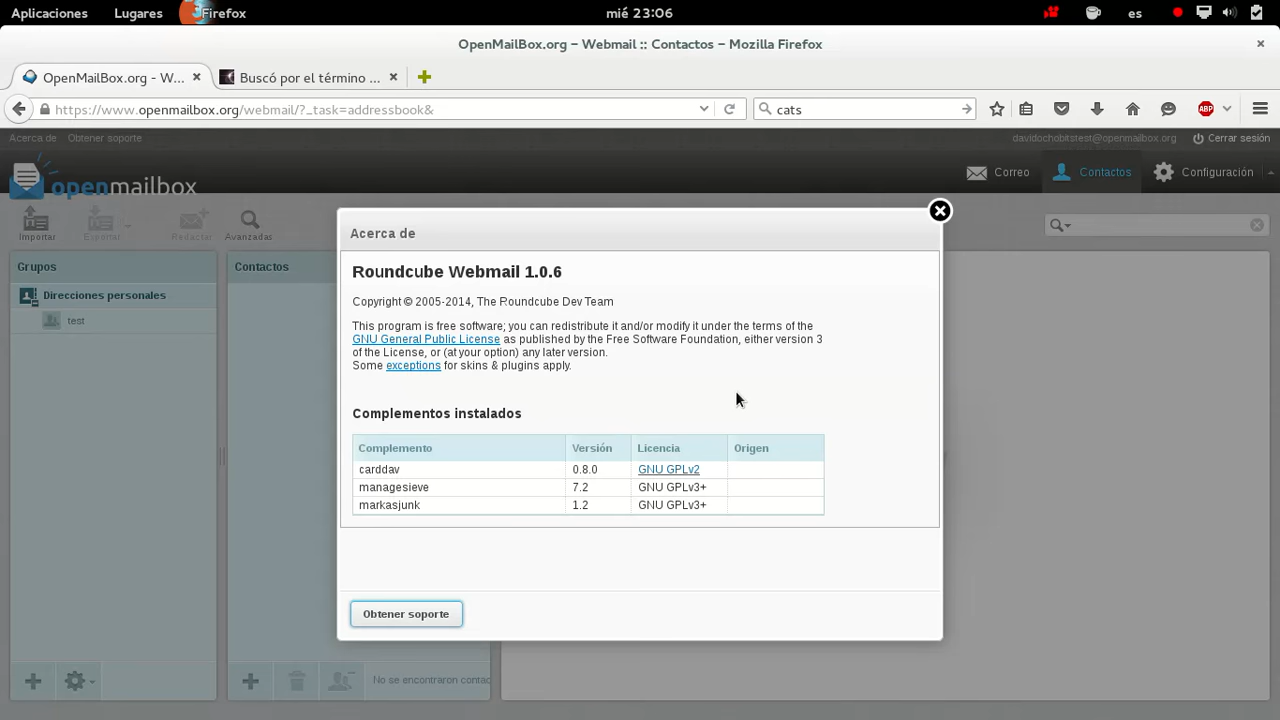 Aplicaciones Lugares Firefox mié 23:06 es
OpenMailBox.org – Webmail :: Contactos – Mozilla Firefox
OpenMailBox.org - W... Buscó por el término ...
https://www.openmailbox.org/webmail/?_task=addressbook& cats ABP
Acerca de Obtener soporte davidochobitstest@openmailbox.org Cerrar sesión
openmailbox Correo Contactos Configuración
Importar Exportar Redactar Avanzadas
Acerca de
Grupos Contactos
Direcciones personales
test
Roundcube Webmail 1.0.6
Copyright © 2005-2014, The Roundcube Dev Team
This program is free software; you can redistribute it and/or modify it under the terms of the
GNU General Public License as published by the Free Software Foundation, either version 3
of the License, or (at your option) any later version.
Some exceptions for skins & plugins apply.
Complementos instalados
Complemento Versión Licencia Origen
carddav 0.8.0 GNU GPLv2
managesieve 7.2 GNU GPLv3+
markasjunk 1.2 GNU GPLv3+
Obtener soporte
No se encontraron contac